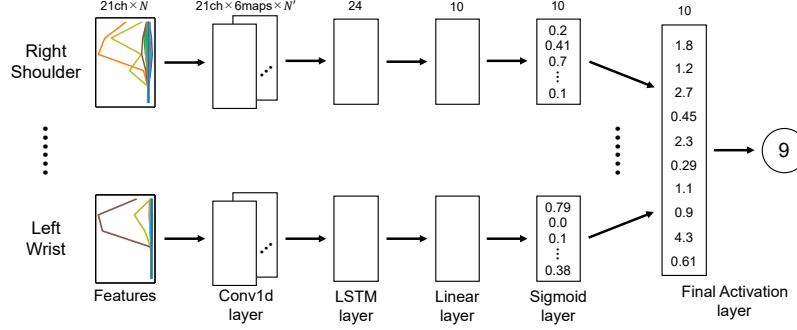 21ch×N
21ch×6maps×N'
24
10
10
10
Right
Shoulder
0.2
0.41
0.7
0.1
1.8
1.2
2.7
0.45
2.3
0.29
1.1
0.9
4.3
0.61
9
Left
Wrist
0.79
0.0
0.1
0.38
Features
Conv1d
layer
LSTM
layer
Linear
layer
Sigmoid
layer
Final Activation
layer